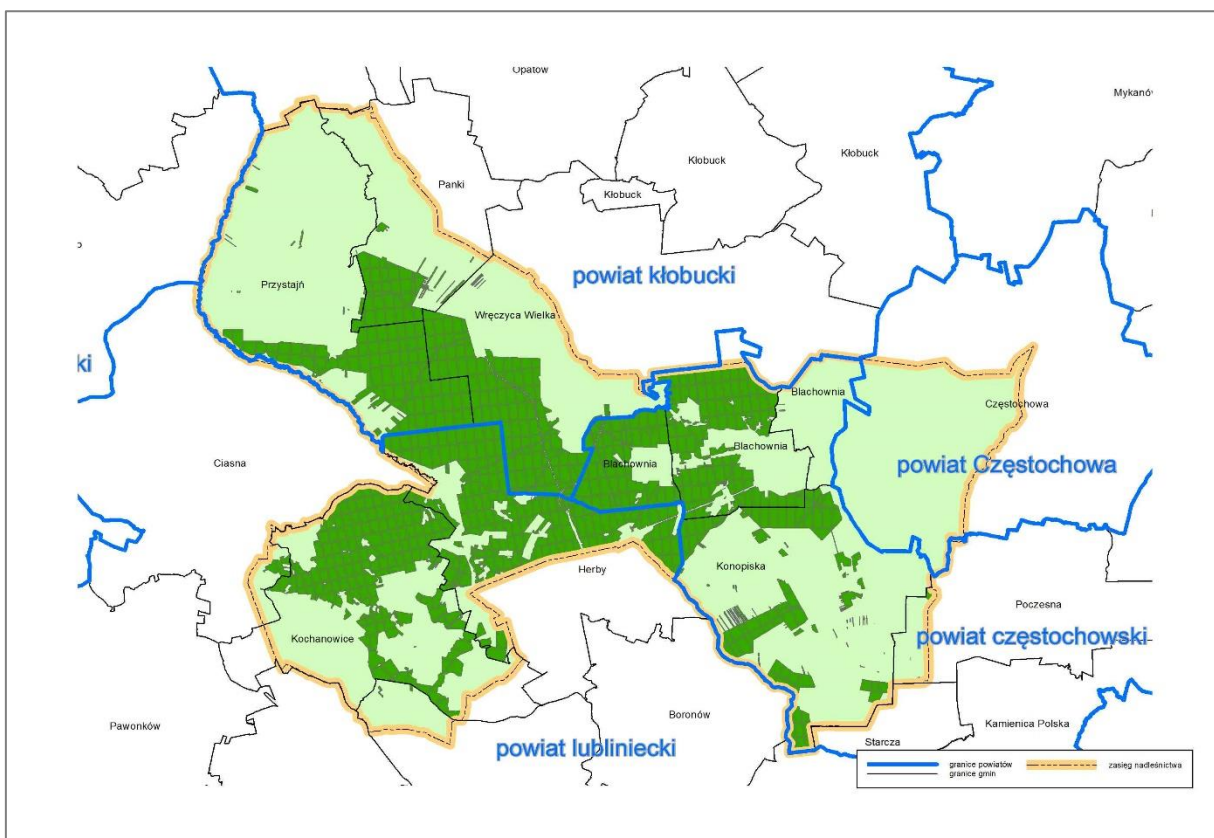 Opatów
Mykanów
Kłobuck
Kłobuck
Panki
Kłobuck
powiat kłobucki
Przystajń
Wręczyca Wielka
ki
Blachownia
Częstochowa
Blachownia
Ciasna
Blachownia
powiat Częstochowa
Herby
Konopiska
Poczesna
Kochanowice
powiat częstochowski
Boronów
Pawonków
Kamienica Polska
powiat lubliniecki
Starcza
granice powiatów
zasięg nadleśnictwa
granice gmin